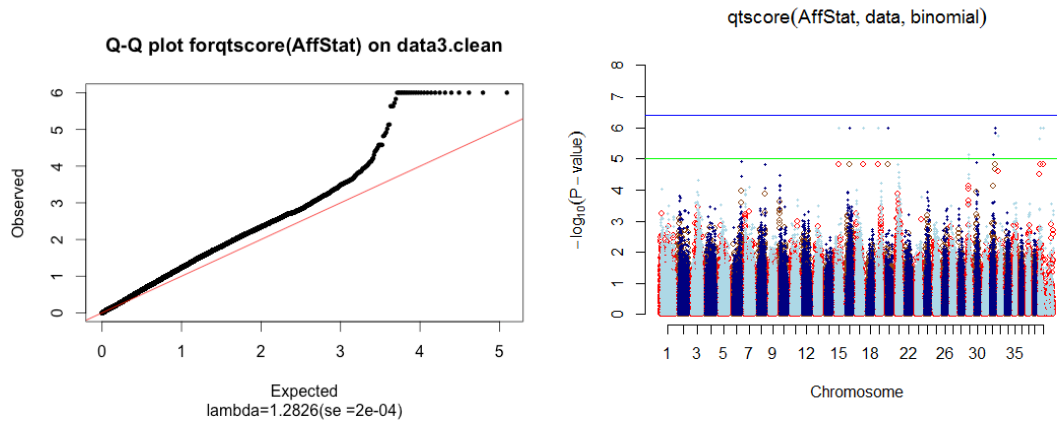 Q-Q plot forqtscore(AffStat) on data3.clean
Observed
6
5
4
3
2
1
0
0 1 2 3 4 5
Expected
lambda=1.2826(se =2e-04)
qtscore(AffStat, data, binomial)
−log10(P−value)
8
7
6
5
4
3
2
1
0
1 3 5 7 9 12 15 18 22 26 30 35
Chromosome